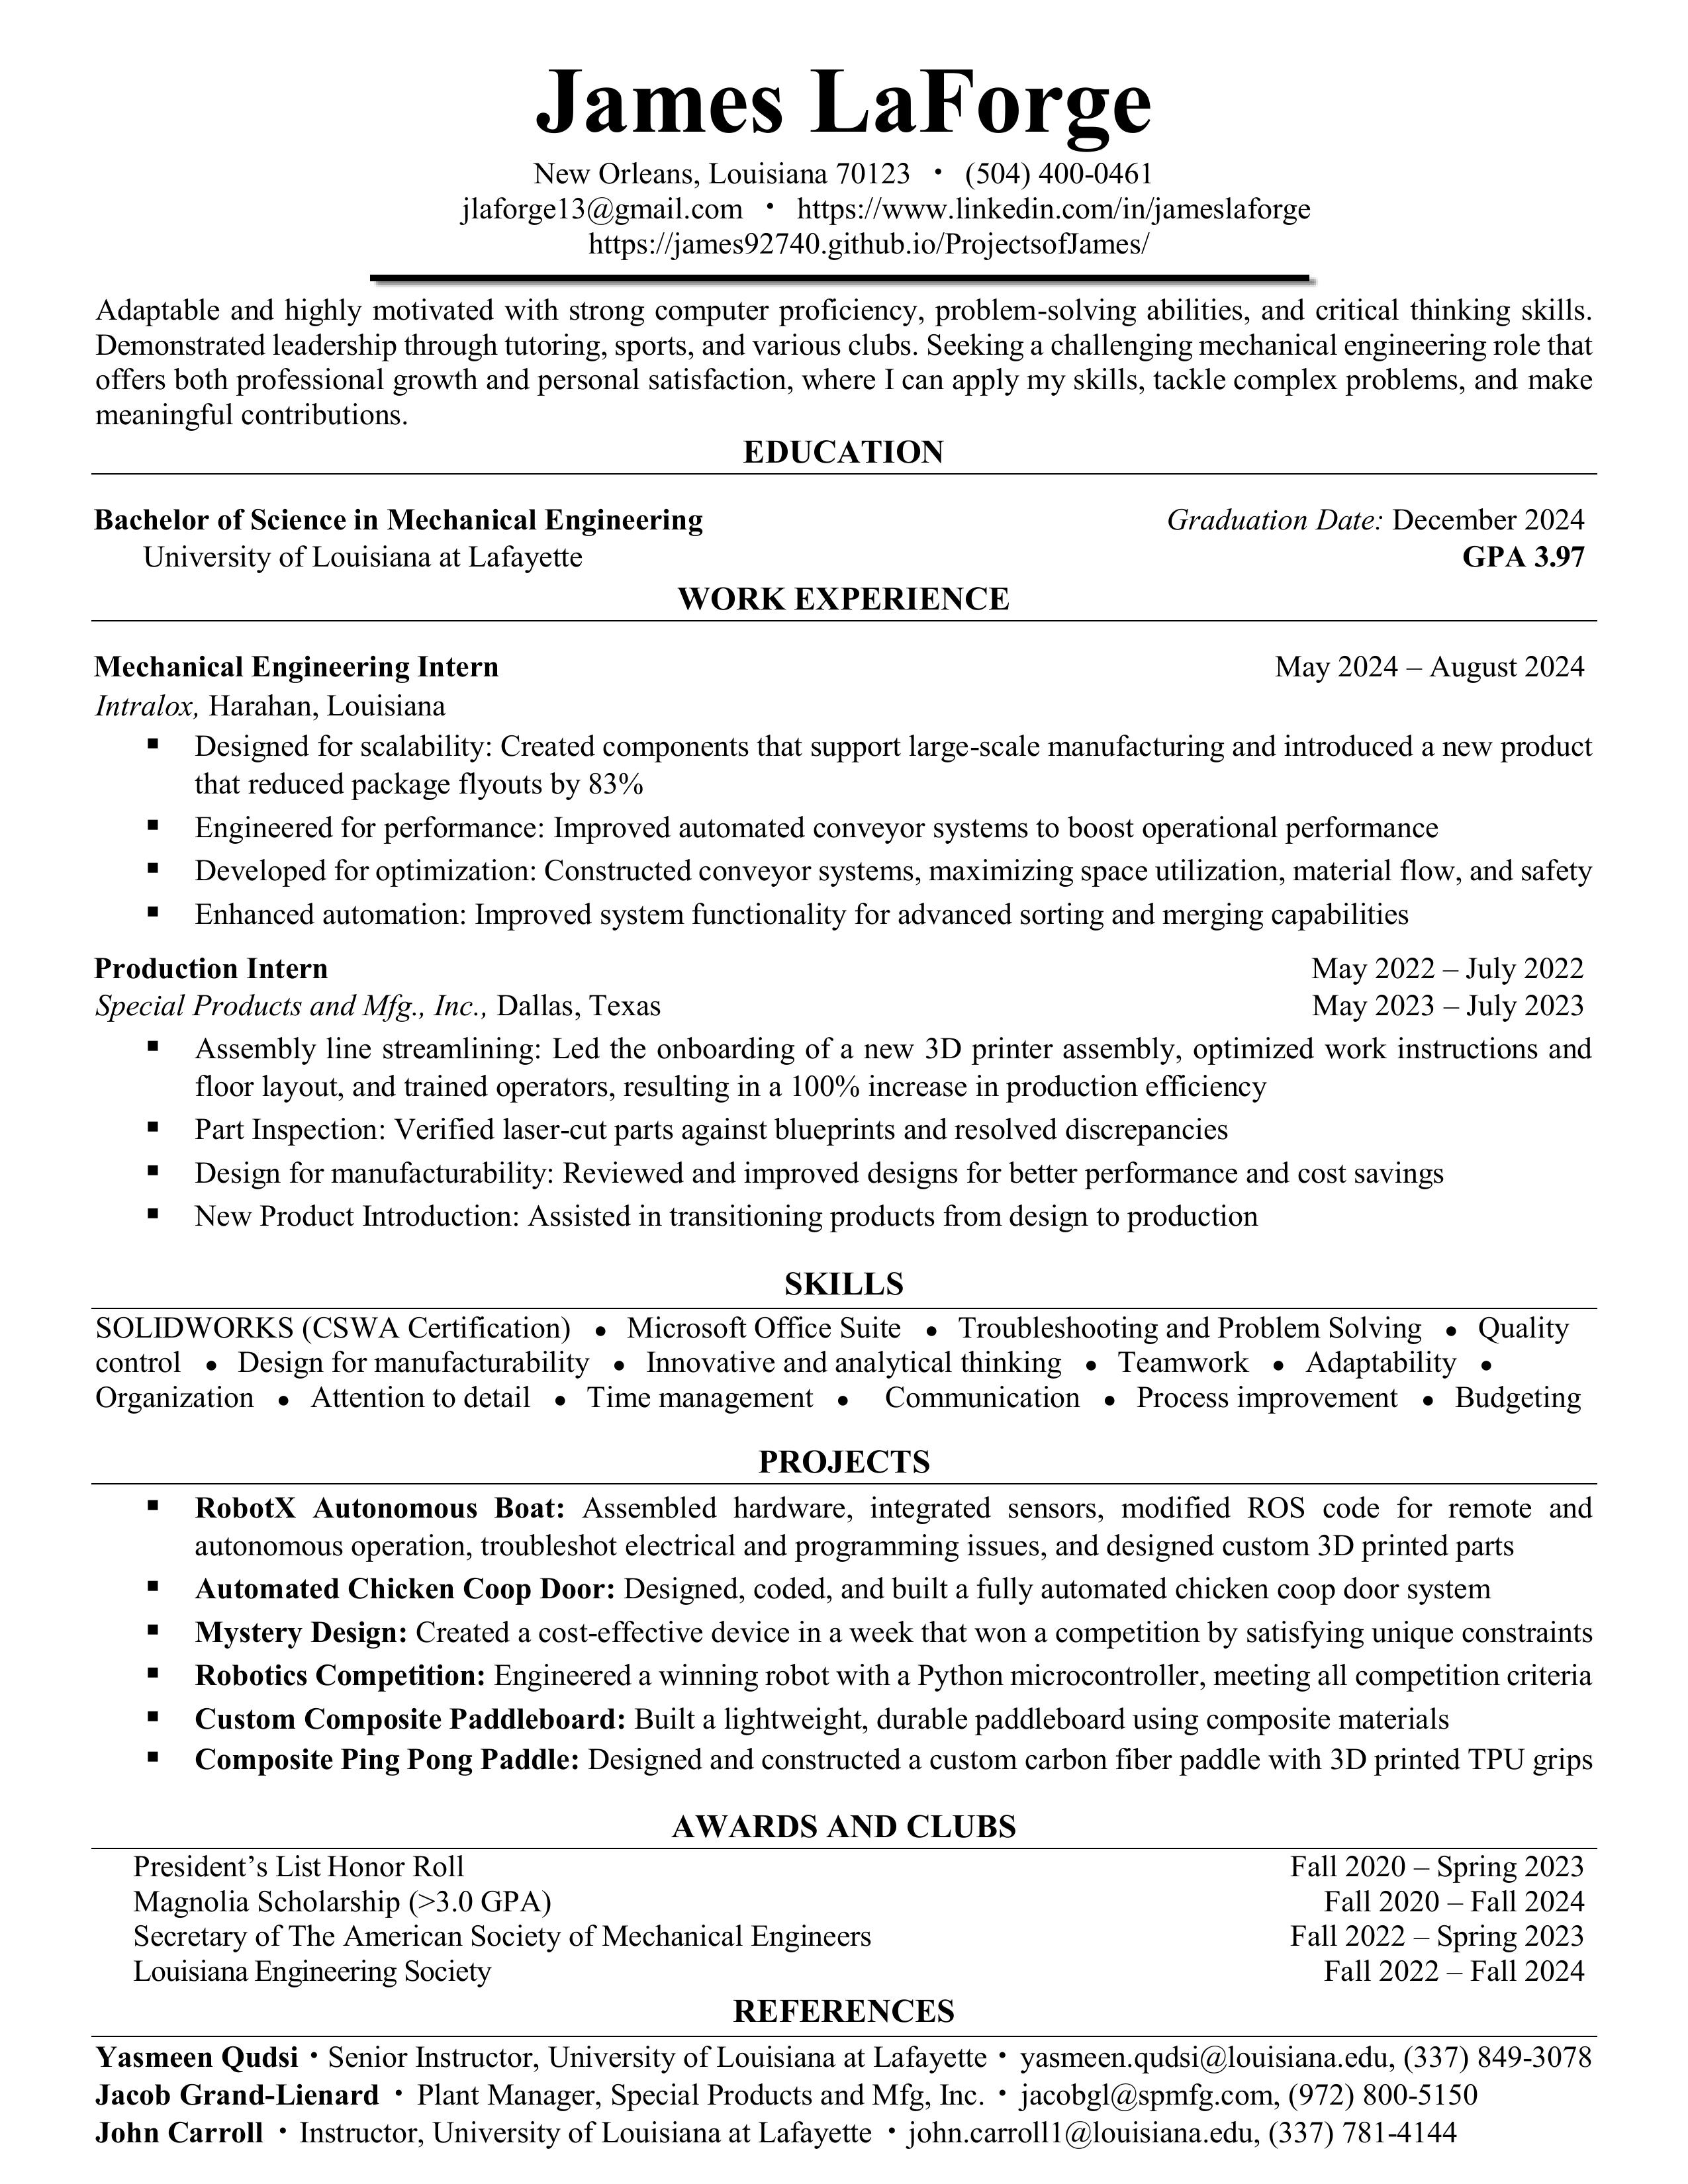 James LaForge
New Orleans, Louisiana 70123 • (504) 400-0461
jlaforge13@gmail.com • https://www.linkedin.com/in/jameslaforge
https://james92740.github.io/ProjectsofJames/
Adaptable and highly motivated with strong computer proficiency, problem-solving abilities, and critical thinking skills.
Demonstrated leadership through tutoring, sports, and various clubs. Seeking a challenging mechanical engineering role that
offers both professional growth and personal satisfaction, where I can apply my skills, tackle complex problems, and make
meaningful contributions.
EDUCATION
Bachelor of Science in Mechanical Engineering Graduation Date: December 2024
University of Louisiana at Lafayette GPA 3.97
WORK EXPERIENCE
Mechanical Engineering Intern May 2024 – August 2024
Intralox, Harahan, Louisiana
▪ Designed for scalability: Created components that support large-scale manufacturing and introduced a new product
that reduced package flyouts by 83%
▪ Engineered for performance: Improved automated conveyor systems to boost operational performance
▪ Developed for optimization: Constructed conveyor systems, maximizing space utilization, material flow, and safety
▪ Enhanced automation: Improved system functionality for advanced sorting and merging capabilities
Production Intern May 2022 – July 2022
Special Products and Mfg., Inc., Dallas, Texas May 2023 – July 2023
▪ Assembly line streamlining: Led the onboarding of a new 3D printer assembly, optimized work instructions and
floor layout, and trained operators, resulting in a 100% increase in production efficiency
▪ Part Inspection: Verified laser-cut parts against blueprints and resolved discrepancies
▪ Design for manufacturability: Reviewed and improved designs for better performance and cost savings
▪ New Product Introduction: Assisted in transitioning products from design to production
SKILLS
SOLIDWORKS (CSWA Certification) ● Microsoft Office Suite ● Troubleshooting and Problem Solving ● Quality
control ● Design for manufacturability ● Innovative and analytical thinking ● Teamwork ● Adaptability ●
Organization ● Attention to detail ● Time management ● Communication ● Process improvement ● Budgeting
PROJECTS
▪ RobotX Autonomous Boat: Assembled hardware, integrated sensors, modified ROS code for remote and
autonomous operation, troubleshot electrical and programming issues, and designed custom 3D printed parts
▪ Automated Chicken Coop Door: Designed, coded, and built a fully automated chicken coop door system
▪ Mystery Design: Created a cost-effective device in a week that won a competition by satisfying unique constraints
▪ Robotics Competition: Engineered a winning robot with a Python microcontroller, meeting all competition criteria
▪ Custom Composite Paddleboard: Built a lightweight, durable paddleboard using composite materials
▪ Composite Ping Pong Paddle: Designed and constructed a custom carbon fiber paddle with 3D printed TPU grips
AWARDS AND CLUBS
President’s List Honor Roll Fall 2020 – Spring 2023
Magnolia Scholarship (>3.0 GPA) Fall 2020 – Fall 2024
Secretary of The American Society of Mechanical Engineers Fall 2022 – Spring 2023
Louisiana Engineering Society Fall 2022 – Fall 2024
REFERENCES
Yasmeen Qudsi • Senior Instructor, University of Louisiana at Lafayette • yasmeen.qudsi@louisiana.edu, (337) 849-3078
Jacob Grand-Lienard • Plant Manager, Special Products and Mfg, Inc. • jacobgl@spmfg.com, (972) 800-5150
John Carroll • Instructor, University of Louisiana at Lafayette • john.carroll1@louisiana.edu, (337) 781-4144